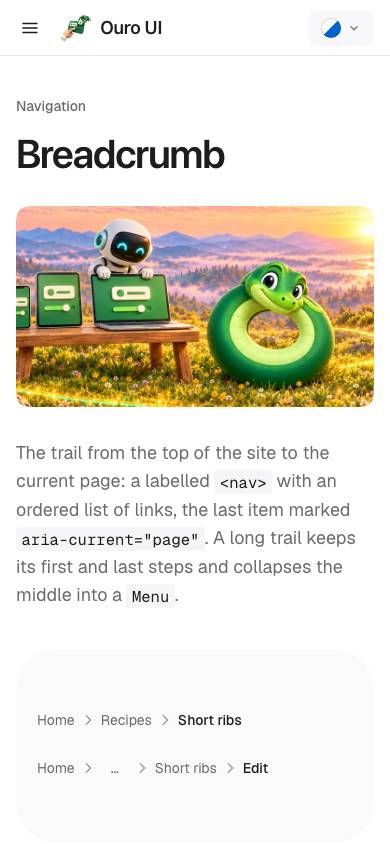 Ouro UI
Navigation
Breadcrumb
The trail from the top of the site to the
current page: a labelled <nav> with an
ordered list of links, the last item marked
aria-current="page". A long trail keeps
its first and last steps and collapses the
middle into a Menu.
Home > Recipes > Short ribs
Home > … > Short ribs > Edit